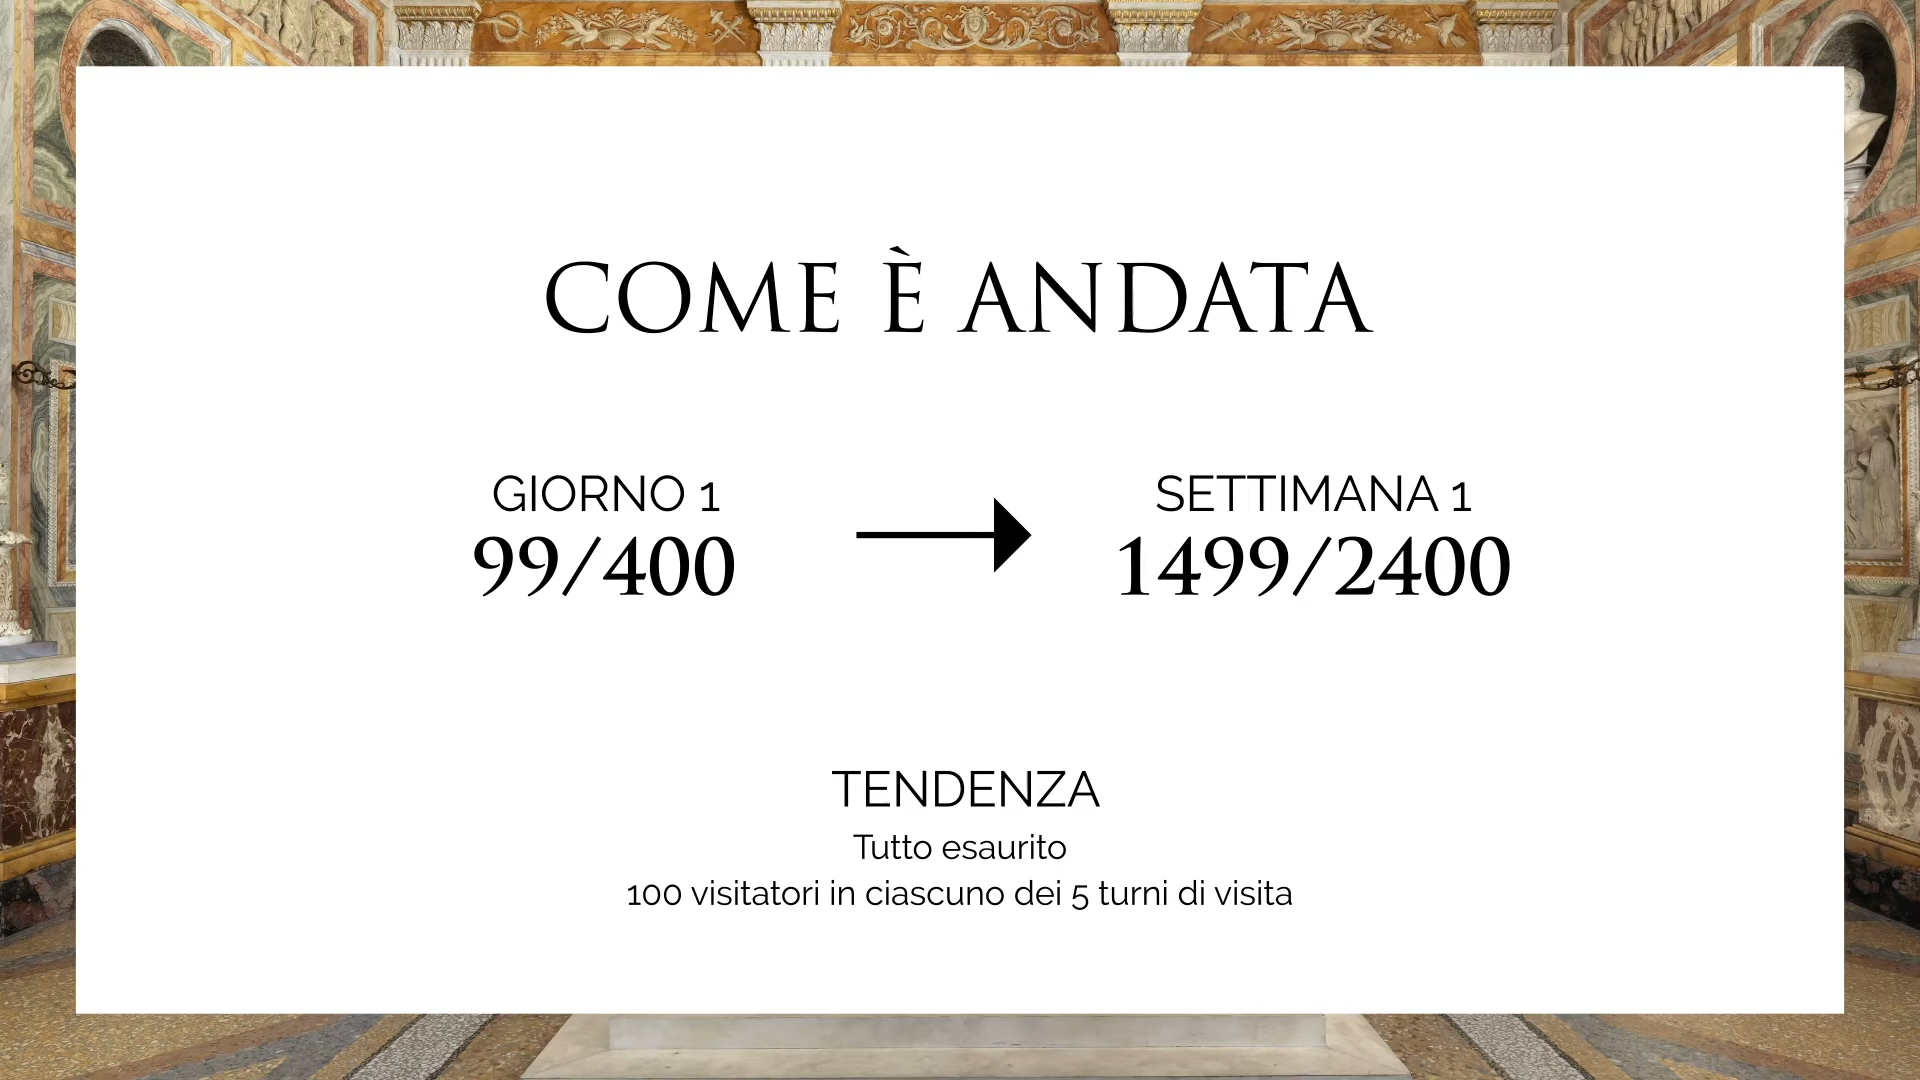 COME È ANDATA
GIORNO 1
99/400
SETTIMANA 1
1499/2400
TENDENZA
Tutto esaurito
100 visitatori in ciascuno dei 5 turni di visita